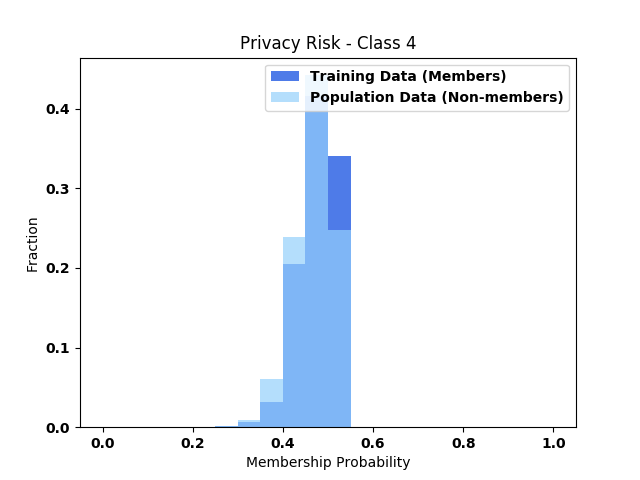 Privacy Risk - Class 4
Training Data (Members)
Population Data (Non-members)
Fraction
0.4
0.3
0.2
0.1
0.0
0.0 0.2 0.4 0.6 0.8 1.0
Membership Probability